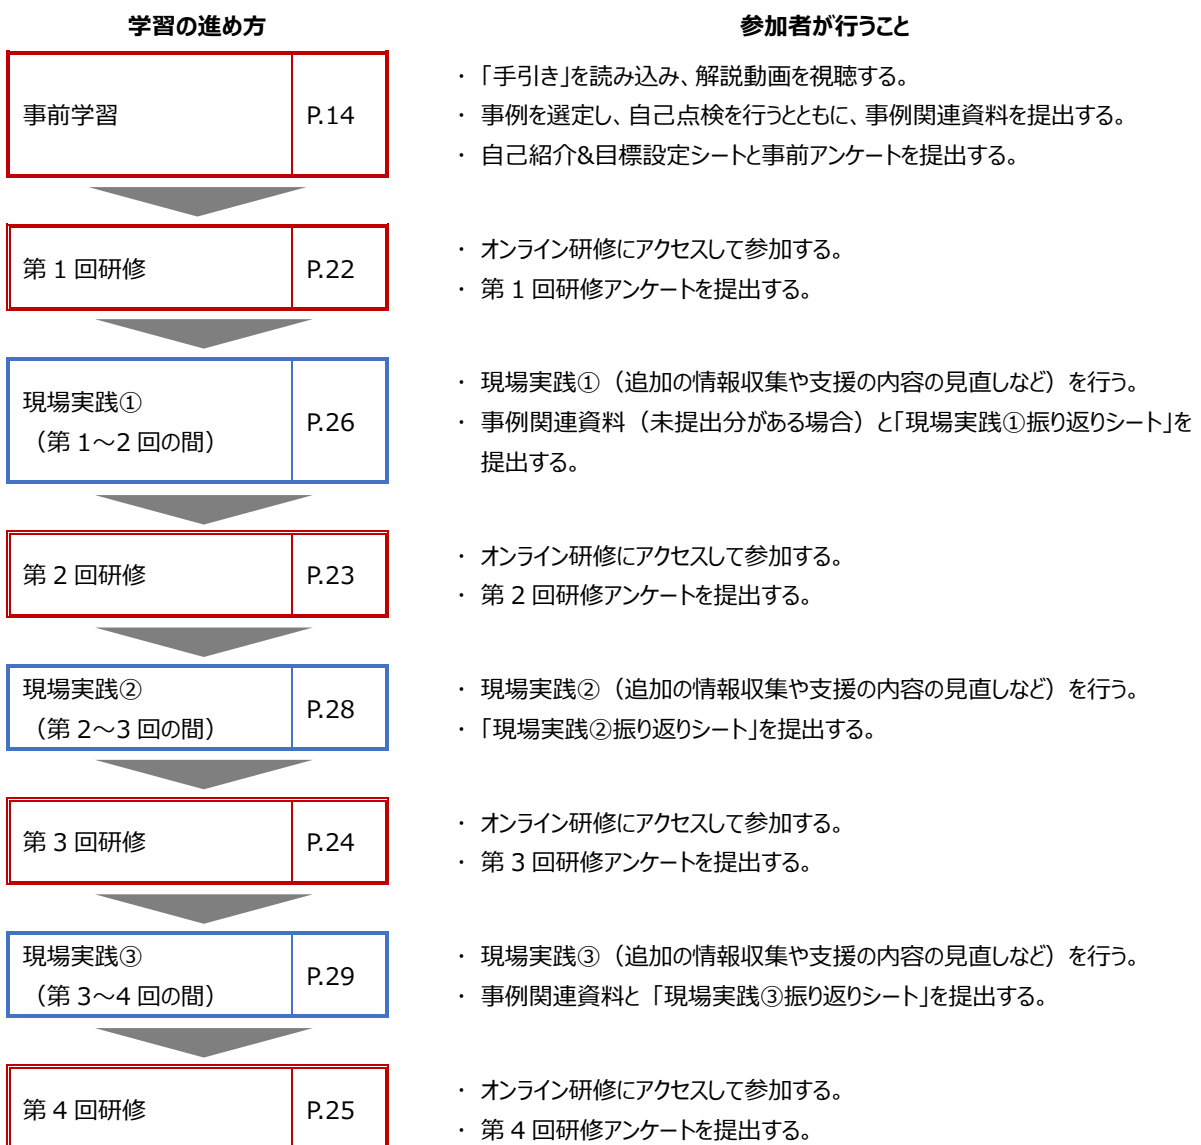 学習の進め方
参加者が行うこと
事前学習
P.14
・「手引き」を読み込み、解説動画を視聴する。
・ 事例を選定し、自己点検を行うとともに、事例関連資料を提出する。
・ 自己紹介&目標設定シートと事前アンケートを提出する。
第 1 回研修
P.22
・ オンライン研修にアクセスして参加する。
・ 第 1 回研修アンケートを提出する。
現場実践①
（第 1～2 回の間）
P.26
・ 現場実践①（追加の情報収集や支援の内容の見直しなど）を行う。
・ 事例関連資料（未提出分がある場合）と「現場実践①振り返りシート」を
提出する。
第 2 回研修
P.23
・ オンライン研修にアクセスして参加する。
・ 第 2 回研修アンケートを提出する。
現場実践②
（第 2～3 回の間）
P.28
・ 現場実践②（追加の情報収集や支援の内容の見直しなど）を行う。
・「現場実践②振り返りシート」を提出する。
第 3 回研修
P.24
・ オンライン研修にアクセスして参加する。
・ 第 3 回研修アンケートを提出する。
現場実践③
（第 3～4 回の間）
P.29
・ 現場実践③（追加の情報収集や支援の内容の見直しなど）を行う。
・ 事例関連資料と「現場実践③振り返りシート」を提出する。
第 4 回研修
P.25
・ オンライン研修にアクセスして参加する。
・ 第 4 回研修アンケートを提出する。